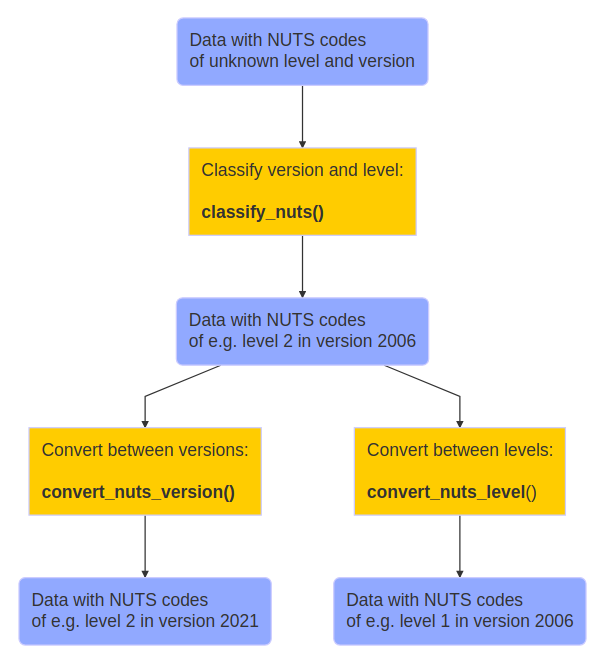 Data with NUTS codes
of unknown level and version
Classify version and level:
classify_nuts()
Data with NUTS codes
of e.g. level 2 in version 2006
Convert between versions:
convert_nuts_version()
Convert between levels:
convert_nuts_level()
Data with NUTS codes
of e.g. level 2 in version 2021
Data with NUTS codes
of e.g. level 1 in version 2006